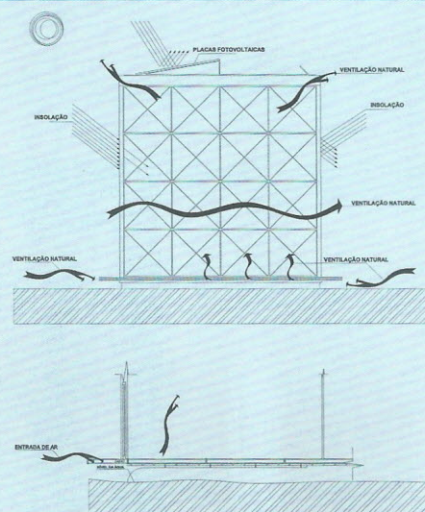 PLACAS FOTOVOLTAICAS
VENTILAÇÃO NATURAL
INSOLAÇÃO
INSOLAÇÃO
VENTILAÇÃO NATURAL
VENTILAÇÃO NATURAL
VENTILAÇÃO NATURAL
ENTRADA DE AR